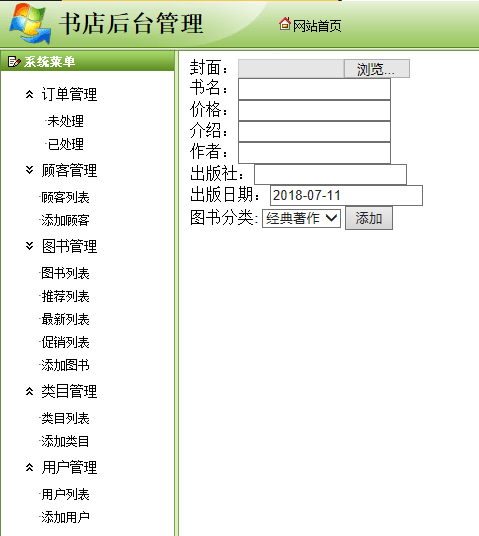 书店后台管理
网站首页
系统菜单
订单管理
未处理
已处理
顾客管理
顾客列表
添加顾客
图书管理
图书列表
推荐列表
最新列表
促销列表
添加图书
类目管理
类目列表
添加类目
用户管理
用户列表
添加用户
封面： 浏览...
书名：
价格：
介绍：
作者：
出版社：
出版日期： 2018-07-11
图书分类: 经典著作 添加